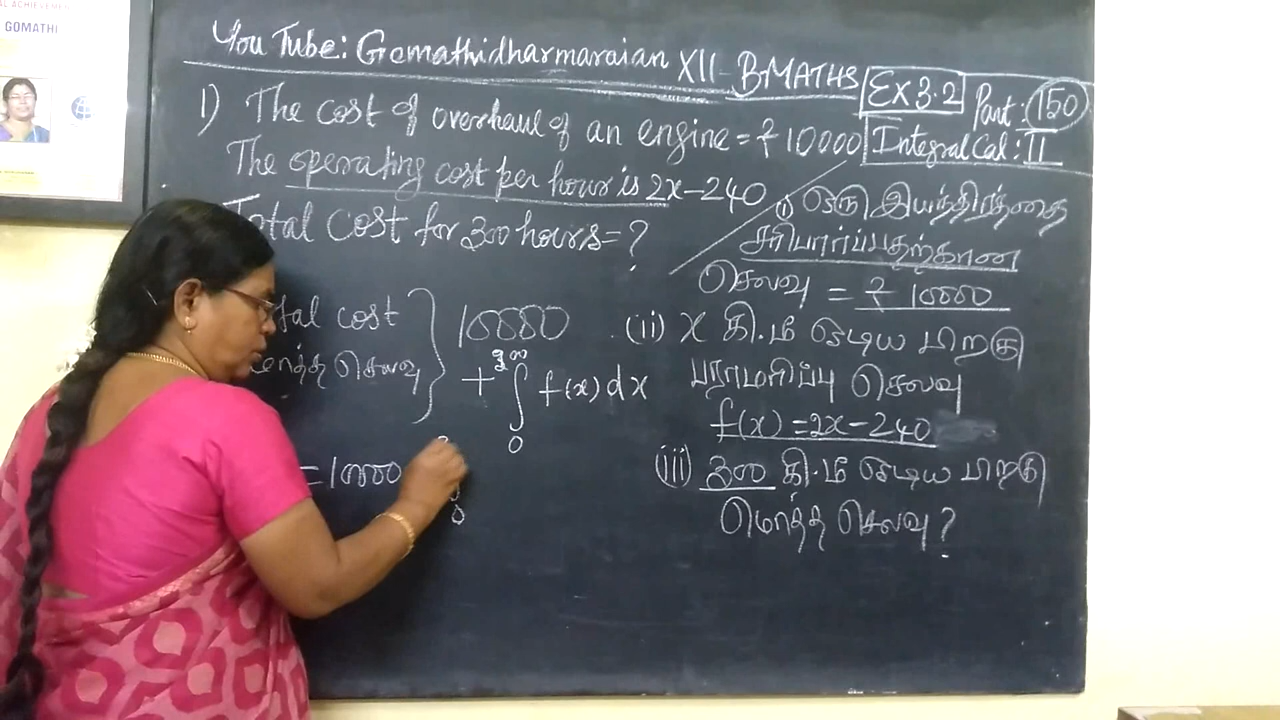 GOMATHI
You Tube: Gomathidharmaraian XII - B.MATHS
Ex 3.2 Part: 150
Integral Cal: II
1) The cost of overhaul of an engine = ₹ 10000
The operating cost per hour is 2x-240
Total Cost for 300 hours = ?
cost
10000
+ 300 ∫ 0 f(x) dx
= 10000
i) ஒரு இயந்திரத்தை
சரிபார்ப்பதற்கான
செலவு = ₹ 10000
(ii) x கி.மீ ஓடிய பிறகு
பராமரிப்பு செலவு
f(x) = 2x-240
(iii) 300 கி.மீ ஓடிய பிறகு
மொத்த செலவு ?